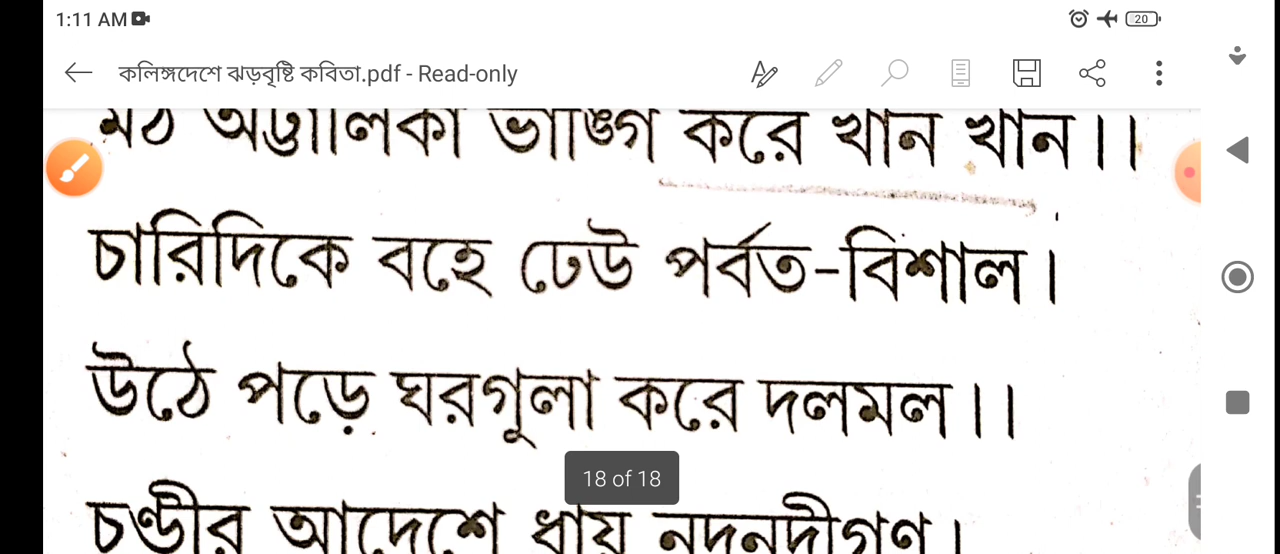 1:11 AM 20
কলিঙ্গদেশে ঝড়বৃষ্টি কবিতা.pdf - Read-only
মঠ অট্টালিকা ভাঙ্গি করে খান খান।।
চারিদিকে বহে ঢেউ পর্বত-বিশাল।
উঠে পড়ে ঘরগুলা করে দলমল।।
18 of 18
চণ্ডীর আদেশে ধায় নদনদীগণ।